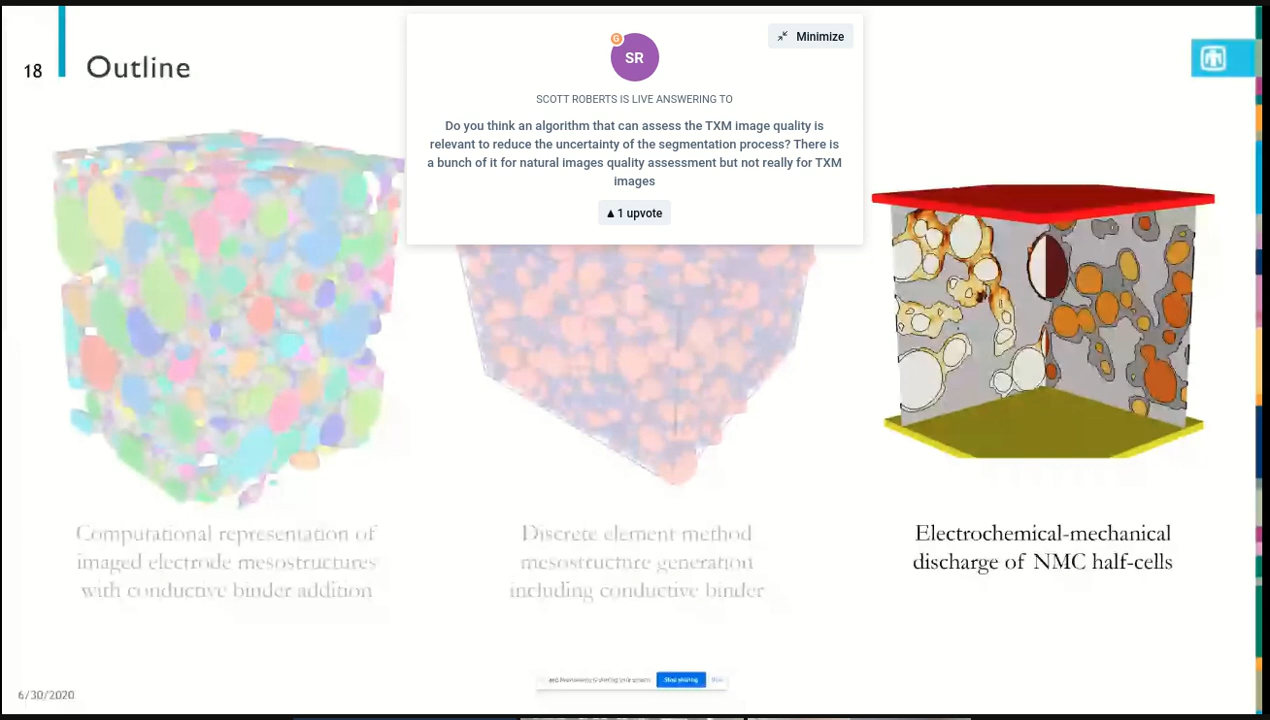 18
Outline
Minimize
G
SR
SCOTT ROBERTS IS LIVE ANSWERING TO
Do you think an algorithm that can assess the TXM image quality is
relevant to reduce the uncertainty of the segmentation process? There is
a bunch of it for natural images quality assessment but not really for TXM
images
▲ 1 upvote
Computational representation of
imaged electrode mesostructures
with conductive binder addition
Discrete element method
mesostructure generation
including conductive binder
Electrochemical-mechanical
discharge of NMC half-cells
6/30/2020
Stop sharing